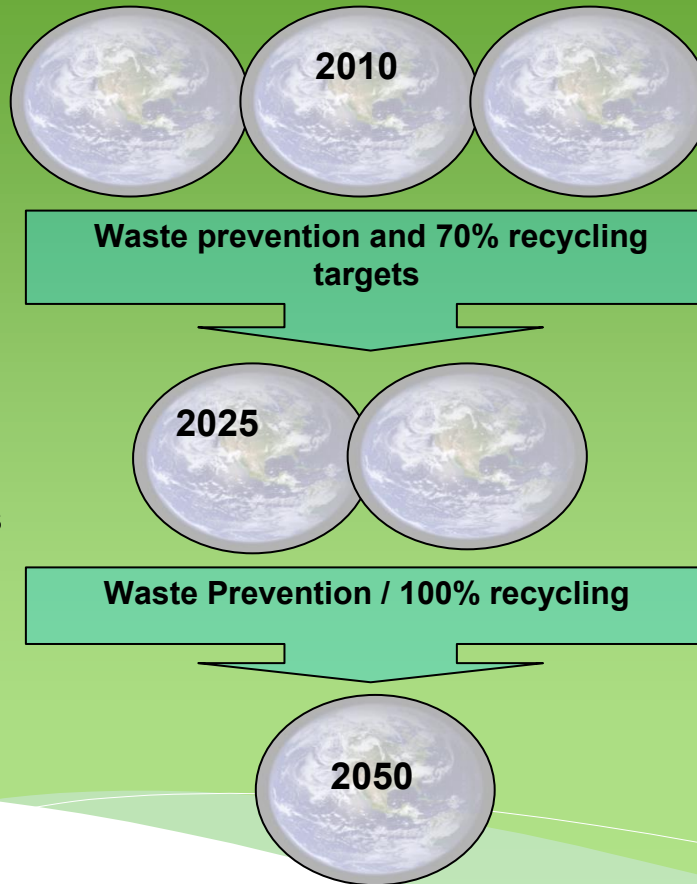 2010
Waste prevention and 70% recycling
targets
2025
Waste Prevention / 100% recycling
2050